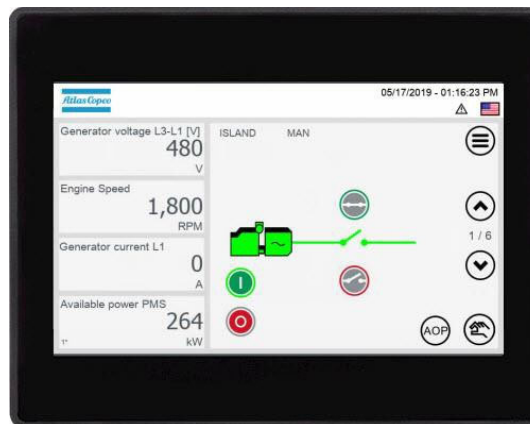 Atlas Copco
05/17/2019 - 01:16:23 PM
Generator voltage L3-L1 [V]
480
V
ISLAND MAN
Engine Speed
1,800
RPM
1 / 6
Generator current L1
0
A
I
Available power PMS
264
kW
1*
O
AOP